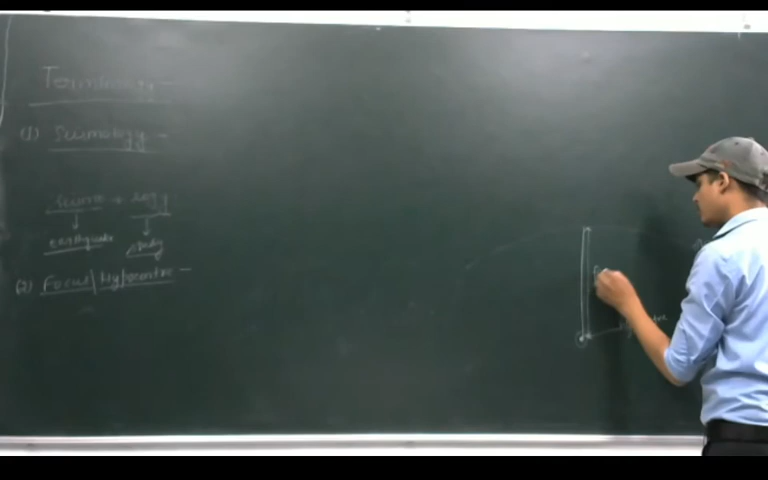 Terminology -
(1) Seismology -
seismo + logy
earthquake study
(2) Focus/Hypocentre -